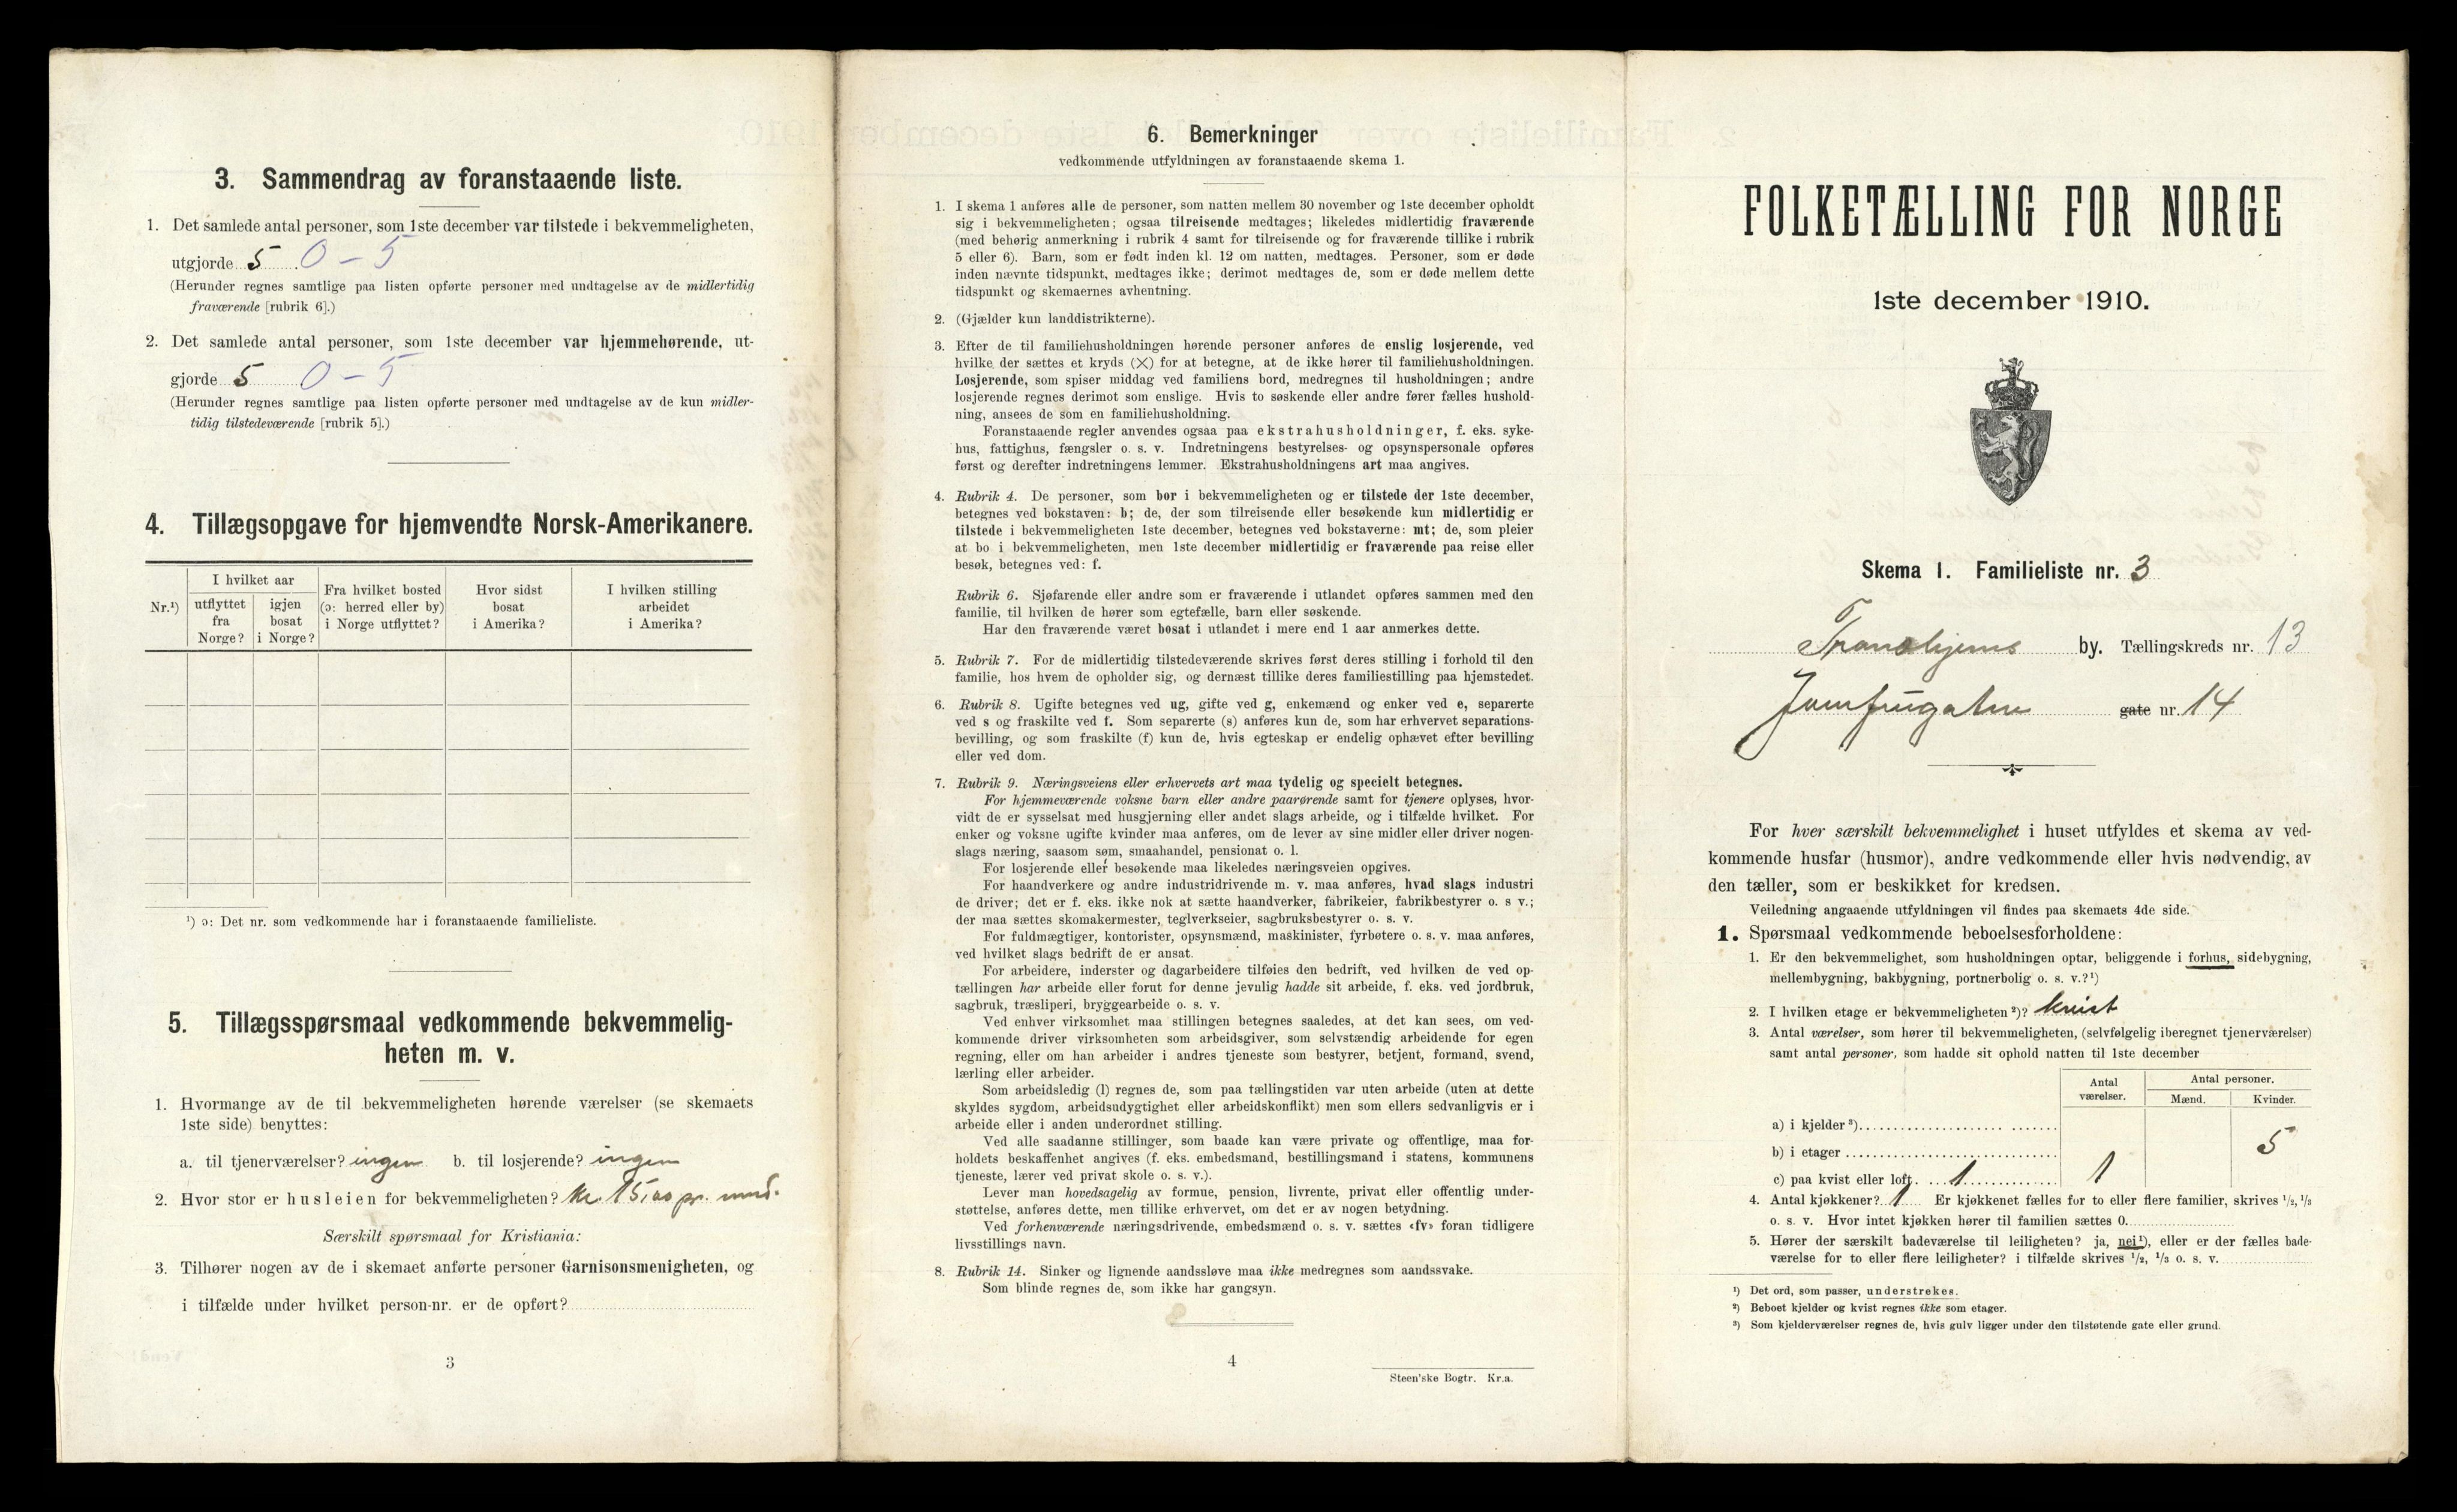 3. Sammendrag av foranstaaende liste.
1. Det samlede antal personer, som 1ste december var tilstede i bekvemmeligheten,
utgjorde 5 0 – 5
(Herunder regnes samtlige paa listen opførte personer med undtagelse av de midlertidig
fraværende [rubrik 6].)
2. Det samlede antal personer, som 1ste december var hjemmehørende, ut-
gjorde 5 0 – 5
(Herunder regnes samtlige paa listen opførte personer med undtagelse av de kun midler-
tidig tilstedeværende [rubrik 5].)
4. Tillægsopgave for hjemvendte Norsk-Amerikanere.
Nr.¹)
I hvilket aar
utflyttet
fra
Norge?
igjen
bosat
i Norge?
Fra hvilket bosted
(ɔ: herred eller by)
i Norge utflyttet?
Hvor sidst
bosat
i Amerika?
I hvilken stilling
arbeidet
i Amerika?
¹) ɔ: Det nr. som vedkommende har i foranstaaende familieliste.
5. Tillægsspørsmaal vedkommende bekvemmelig-
heten m. v.
1. Hvormange av de til bekvemmeligheten hørende værelser (se skemaets
1ste side) benyttes:
a. til tjenerværelser? ingen b. til losjerende? ingen
2. Hvor stor er husleien for bekvemmeligheten? Kr. 15,00 pr. mnd.
Særskilt spørsmaal for Kristiania:
3. Tilhører nogen av de i skemaet anførte personer Garnisonsmenigheten, og
i tilfælde under hvilket person-nr. er de opført?
3
6. Bemerkninger
vedkommende utfyldningen av foranstaaende skema 1.
1. I skema 1 anføres alle de personer, som natten mellem 30 november og 1ste december opholdt
sig i bekvemmeligheten; ogsaa tilreisende medtages; likeledes midlertidig fraværende
(med behørig anmerkning i rubrik 4 samt for tilreisende og for fraværende tillike i rubrik
5 eller 6). Barn, som er født inden kl. 12 om natten, medtages. Personer, som er døde
inden nævnte tidspunkt, medtages ikke; derimot medtages de, som er døde mellem dette
tidspunkt og skemaernes avhentning.
2. (Gjælder kun landdistrikterne).
3. Efter de til familiehusholdningen hørende personer anføres de enslig losjerende, ved
hvilke der sættes et kryds (×) for at betegne, at de ikke hører til familiehusholdningen.
Losjerende, som spiser middag ved familiens bord, medregnes til husholdningen; andre
losjerende regnes derimot som enslige. Hvis to søskende eller andre fører fælles hushold-
ning, ansees de som en familiehusholdning.
Foranstaaende regler anvendes ogsaa paa ekstrahusholdninger, f. eks. syke-
hus, fattighus, fængsler o. s. v. Indretningens bestyrelses- og opsynspersonale opføres
først og derefter indretningens lemmer. Ekstrahusholdningens art maa angives.
4. Rubrik 4. De personer, som bor i bekvemmeligheten og er tilstede der 1ste december,
betegnes ved bokstaven: b; de, der som tilreisende eller besøkende kun midlertidig er
tilstede i bekvemmeligheten 1ste december, betegnes ved bokstaverne: mt; de, som pleier
at bo i bekvemmeligheten, men 1ste december midlertidig er fraværende paa reise eller
besøk, betegnes ved: f.
Rubrik 6. Sjøfarende eller andre som er fraværende i utlandet opføres sammen med den
familie, til hvilken de hører som egtefælle, barn eller søskende.
Har den fraværende været bosat i utlandet i mere end 1 aar anmerkes dette.
5. Rubrik 7. For de midlertidig tilstedeværende skrives først deres stilling i forhold til den
familie, hos hvem de opholder sig, og dernæst tillike deres familiestilling paa hjemstedet.
6. Rubrik 8. Ugifte betegnes ved ug, gifte ved g, enkemænd og enker ved e, separerte
ved s og fraskilte ved f. Som separerte (s) anføres kun de, som har erhvervet separations-
bevilling, og som fraskilte (f) kun de, hvis egteskap er endelig ophævet efter bevilling
eller ved dom.
7. Rubrik 9. Næringsveiens eller erhvervets art maa tydelig og specielt betegnes.
For hjemmeværende voksne barn eller andre paarørende samt for tjenere oplyses, hvor-
vidt de er sysselsat med husgjerning eller andet slags arbeide, og i tilfælde hvilket. For
enker og voksne ugifte kvinder maa anføres, om de lever av sine midler eller driver nogen-
slags næring, saasom søm, smaahandel, pensionat o. l.
For losjerende eller besøkende maa likeledes næringsveien opgives.
For haandverkere og andre industridrivende m. v. maa anføres, hvad slags industri
de driver; det er f. eks. ikke nok at sætte haandverker, fabrikeier, fabrikbestyrer o. s v.;
der maa sættes skomakermester, teglverkseier, sagbruksbestyrer o. s. v.
For fuldmægtiger, kontorister, opsynsmænd, maskinister, fyrbøtere o. s. v. maa anføres,
ved hvilket slags bedrift de er ansat.
For arbeidere, inderster og dagarbeidere tilføies den bedrift, ved hvilken de ved op-
tællingen har arbeide eller forut for denne jevnlig hadde sit arbeide, f. eks. ved jordbruk,
sagbruk, træsliperi, bryggearbeide o. s. v.
Ved enhver virksomhet maa stillingen betegnes saaledes, at det kan sees, om ved-
kommende driver virksomheten som arbeidsgiver, som selvstændig arbeidende for egen
regning, eller om han arbeider i andres tjeneste som bestyrer, betjent, formand, svend,
lærling eller arbeider.
Som arbeidsledig (l) regnes de, som paa tællingstiden var uten arbeide (uten at dette
skyldes sygdom, arbeidsudygtighet eller arbeidskonflikt) men som ellers sedvanligvis er i
arbeide eller i anden underordnet stilling.
Ved alle saadanne stillinger, som baade kan være private og offentlige, maa for-
holdets beskaffenhet angives (f. eks. embedsmand, bestillingsmand i statens, kommunens
tjeneste, lærer ved privat skole o. s. v.).
Lever man hovedsagelig av formue, pension, livrente, privat eller offentlig under-
støttelse, anføres dette, men tillike erhvervet, om det er av nogen betydning.
Ved forhenværende næringsdrivende, embedsmænd o. s. v. sættes «fv» foran tidligere
livsstillings navn.
8. Rubrik 14. Sinker og lignende aandssløve maa ikke medregnes som aandssvake.
Som blinde regnes de, som ikke har gangsyn.
4
Steen'ske Bogtr. Kr.a.
FOLKETÆLLING FOR NORGE
1ste december 1910.
Skema 1. Familieliste nr. 3
Trondhjems by. Tællingskreds nr. 13
Jomfrugaten gate nr. 14
For hver særskilt bekvemmelighet i huset utfyldes et skema av ved-
kommende husfar (husmor), andre vedkommende eller hvis nødvendig, av
den tæller, som er beskikket for kredsen.
Veiledning angaaende utfyldningen vil findes paa skemaets 4de side.
1. Spørsmaal vedkommende beboelsesforholdene:
1. Er den bekvemmelighet, som husholdningen optar, beliggende i forhus, sidebygning,
mellembygning, bakbygning, portnerbolig o. s. v.?¹)
2. I hvilken etage er bekvemmeligheten²)? kvist
3. Antal værelser, som hører til bekvemmeligheten, (selvfølgelig iberegnet tjenerværelser)
samt antal personer, som hadde sit ophold natten til 1ste december
Antal
værelser.
Antal personer.
Mænd. Kvinder.
a) i kjelder³)
b) i etager 5
c) paa kvist eller loft 1 1
4. Antal kjøkkener? 1 Er kjøkkenet fælles for to eller flere familier, skrives 1/2, 1/3
o. s. v. Hvor intet kjøkken hører til familien sættes 0.
5. Hører der særskilt badeværelse til leiligheten? ja, nei¹), eller er der fælles bade-
værelse for to eller flere leiligheter? i tilfælde skrives 1/2, 1/3 o. s. v.
¹) Det ord, som passer, understrekes.
²) Beboet kjelder og kvist regnes ikke som etager.
³) Som kjelderværelser regnes de, hvis gulv ligger under den tilstøtende gate eller grund.